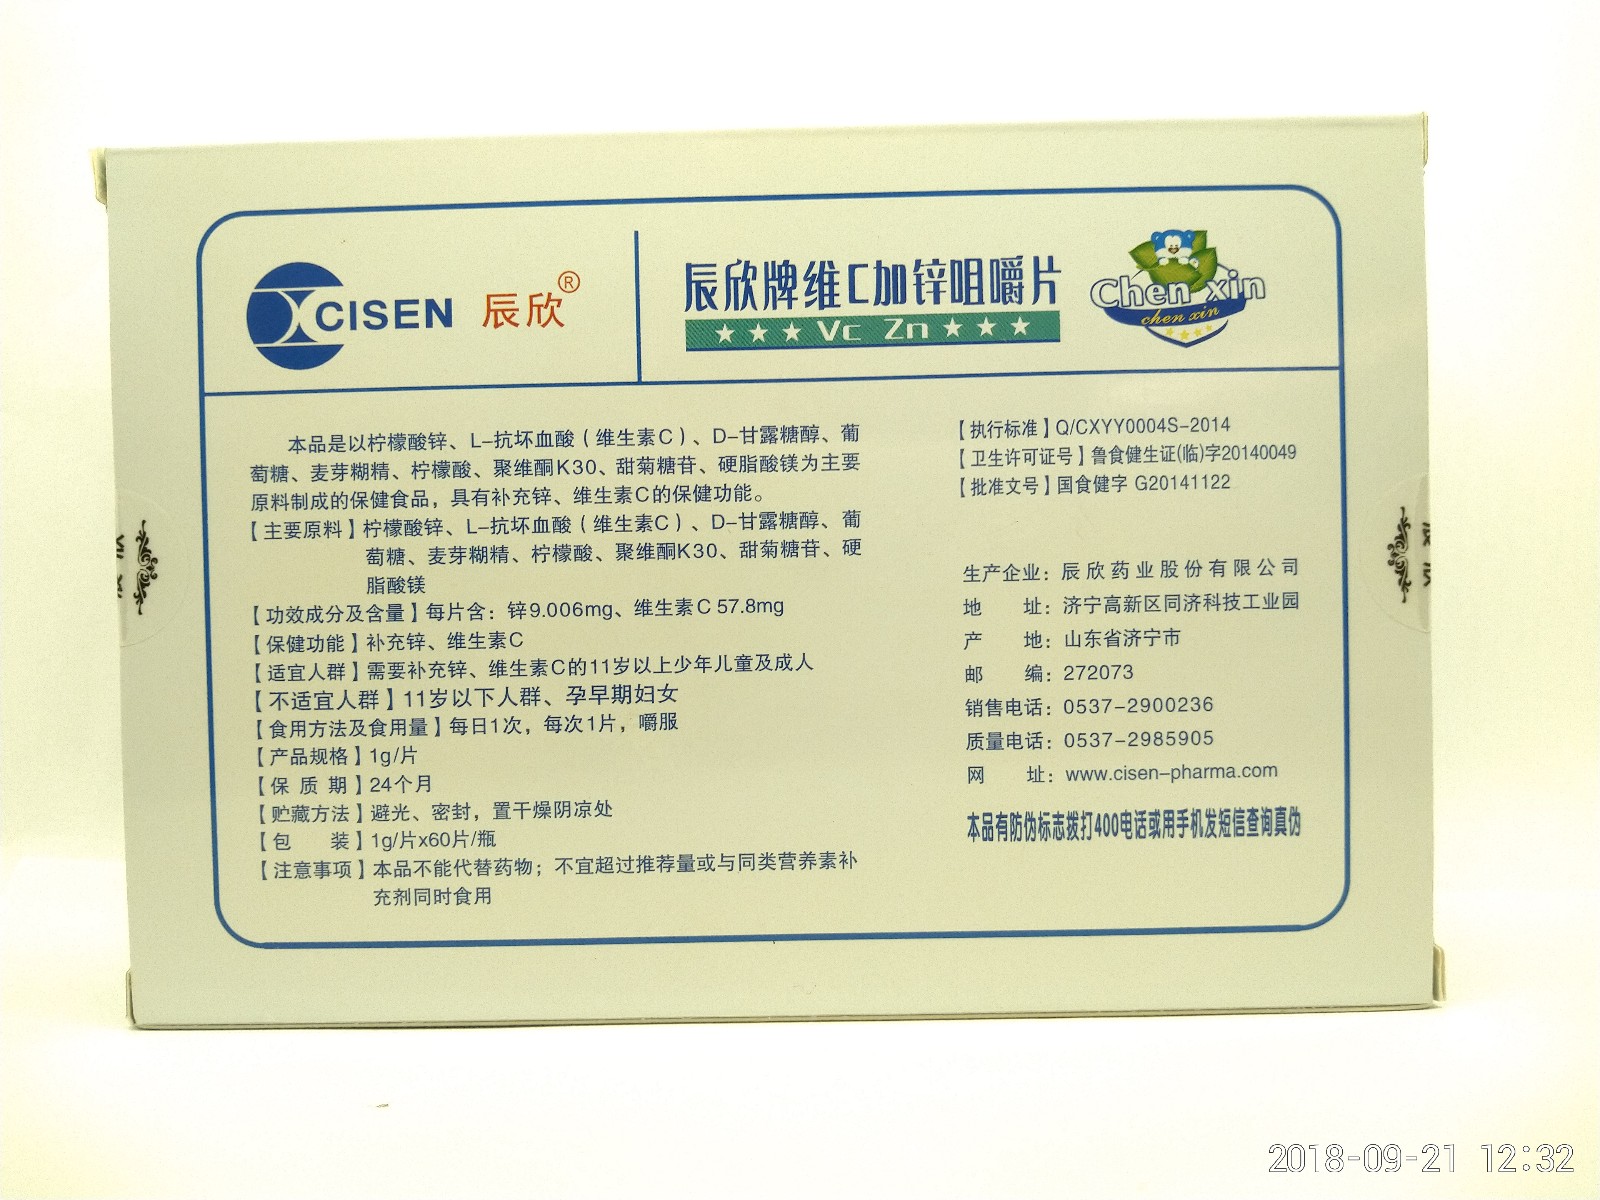 CISEN 辰欣®
辰欣牌维C加锌咀嚼片
★★★Vc Zn★★★
Chen xin
chen xin
本品是以柠檬酸锌、L-抗坏血酸（维生素C）、D-甘露糖醇、葡
萄糖、麦芽糊精、柠檬酸、聚维酮K30、甜菊糖苷、硬脂酸镁为主要
原料制成的保健食品，具有补充锌、维生素C的保健功能。
【主要原料】柠檬酸锌、L-抗坏血酸（维生素C）、D-甘露糖醇、葡
萄糖、麦芽糊精、柠檬酸、聚维酮K30、甜菊糖苷、硬
脂酸镁
【功效成分及含量】每片含：锌9.006mg、维生素C 57.8mg
【保健功能】补充锌、维生素C
【适宜人群】需要补充锌、维生素C的11岁以上少年儿童及成人
【不适宜人群】11岁以下人群、孕早期妇女
【食用方法及食用量】每日1次，每次1片，嚼服
【产品规格】1g/片
【保 质 期】24个月
【贮藏方法】避光、密封，置干燥阴凉处
【包 装】1g/片x60片/瓶
【注意事项】本品不能代替药物；不宜超过推荐量或与同类营养素补
充剂同时食用
【执行标准】Q/CXYY0004S-2014
【卫生许可证号】鲁食健生证(临)字20140049
【批准文号】国食健字 G20141122
生产企业：辰欣药业股份有限公司
地 址：济宁高新区同济科技工业园
产 地：山东省济宁市
邮 编：272073
销售电话：0537-2900236
质量电话：0537-2985905
网 址：www.cisen-pharma.com
本品有防伪标志拨打400电话或用手机发短信查询真伪
2018-09-21 12:32